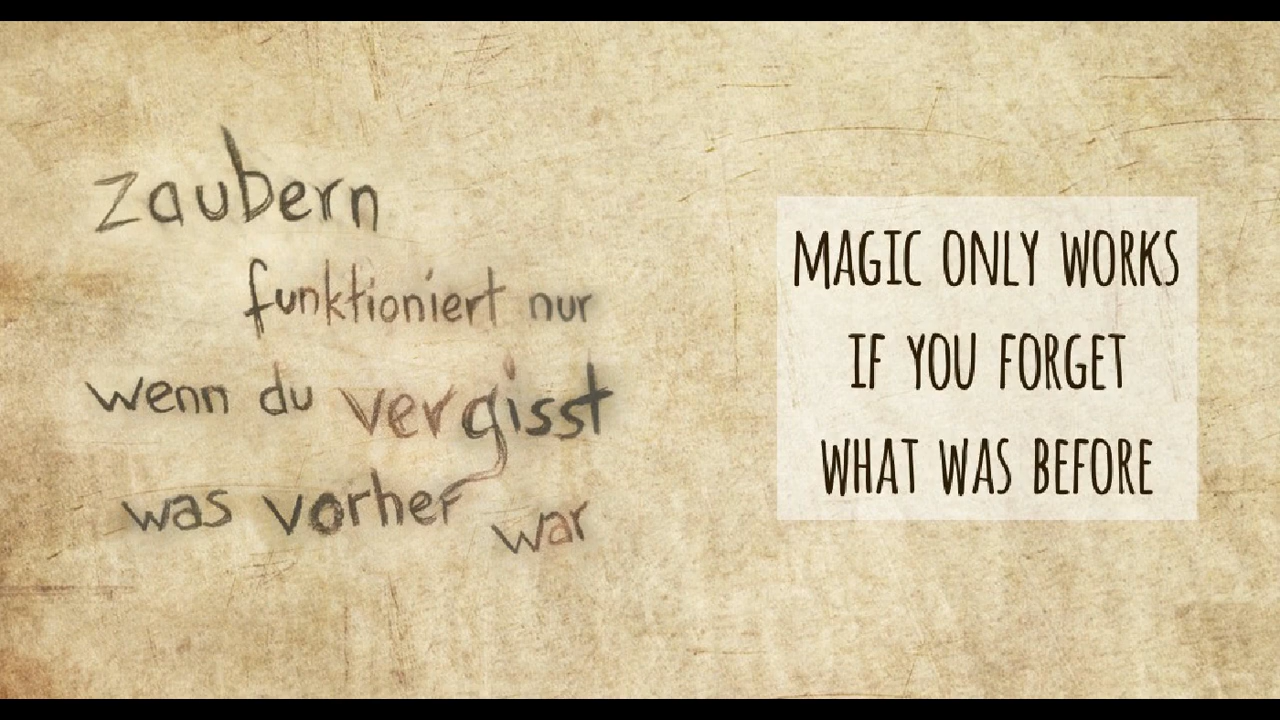 zaubern
funktioniert nur
wenn du vergisst
was vorher war
MAGIC ONLY WORKS
IF YOU FORGET
WHAT WAS BEFORE